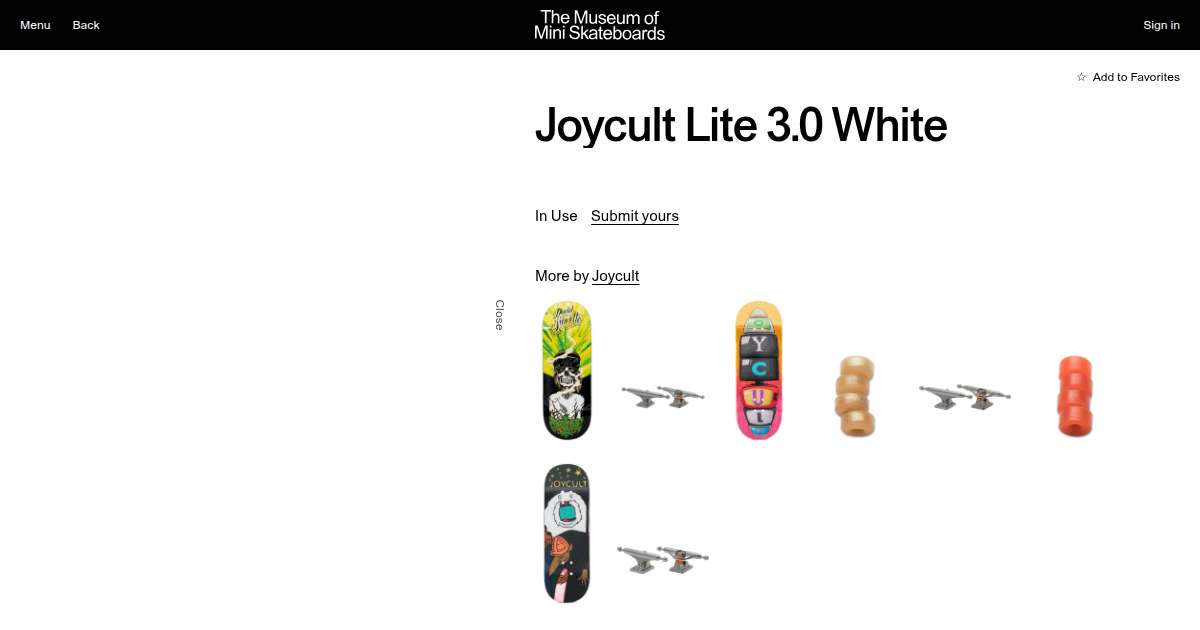 Menu
Back
The Museum of
Mini Skateboards
Sign in
☆ Add to Favorites
Joycult Lite 3.0 White
In Use
Submit yours
More by Joycult
Close
JOYCULT